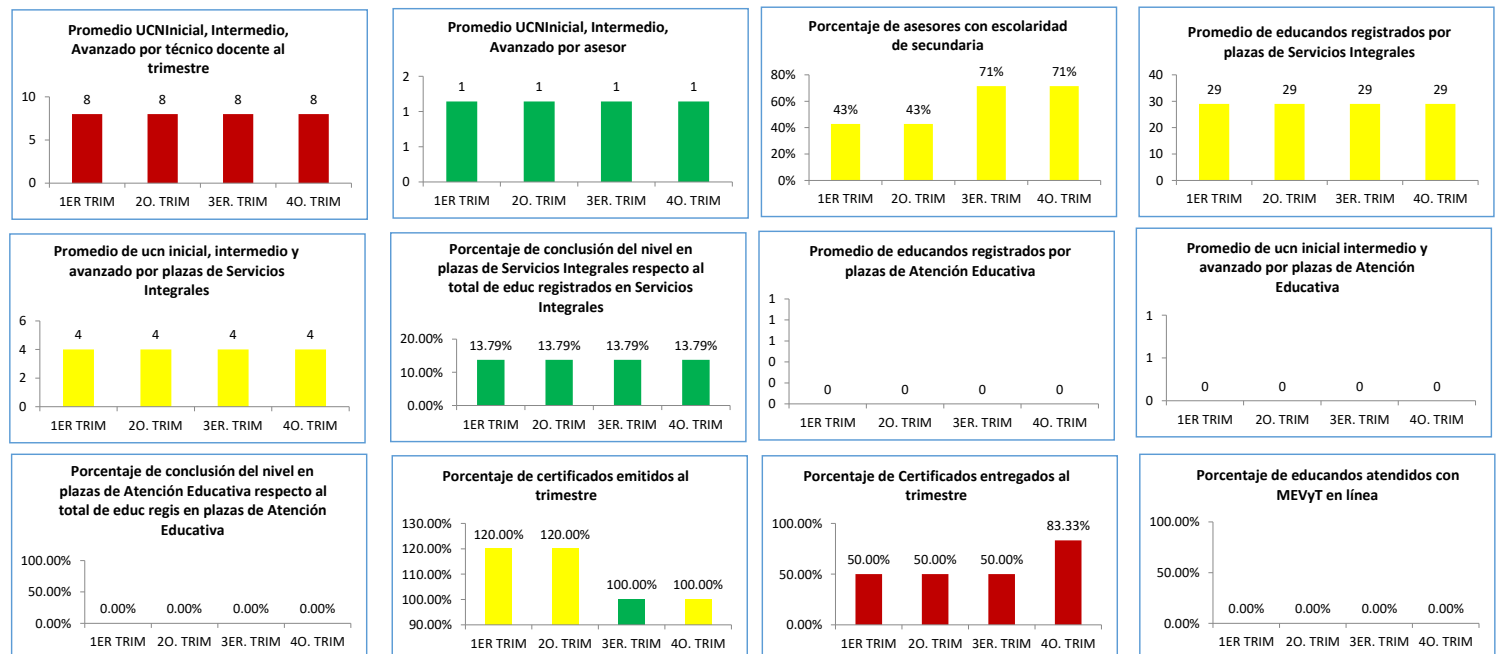 Promedio UCNInicial, Intermedio,
Avanzado por técnico docente al
trimestre
10
5
0
8 8 8 8
1ER TRIM 2O. TRIM 3ER. TRIM 4O. TRIM
Promedio UCNInicial, Intermedio,
Avanzado por asesor
2
1
1
0
1 1 1 1
1ER TRIM 2O. TRIM 3ER. TRIM 4O. TRIM
Porcentaje de asesores con escolaridad
de secundaria
80%
60%
40%
20%
0%
43% 43% 71% 71%
1ER TRIM 2O. TRIM 3ER. TRIM 4O. TRIM
Promedio de educandos registrados por
plazas de Servicios Integrales
40
30
20
10
0
29 29 29 29
1ER TRIM 2O. TRIM 3ER. TRIM 4O. TRIM
Promedio de ucn inicial, intermedio y
avanzado por plazas de Servicios
Integrales
6
4
2
0
4 4 4 4
1ER TRIM 2O. TRIM 3ER. TRIM 4O. TRIM
Porcentaje de conclusión del nivel en
plazas de Servicios Integrales respecto al
total de educ registrados en Servicios
Integrales
20.00%
10.00%
0.00%
13.79% 13.79% 13.79% 13.79%
1ER TRIM 2O. TRIM 3ER. TRIM 4O. TRIM
Promedio de educandos registrados por
plazas de Atención Educativa
1
1
1
0
0
0
0 0 0 0
1ER TRIM 2O. TRIM 3ER. TRIM 4O. TRIM
Promedio de ucn inicial intermedio y
avanzado por plazas de Atención
Educativa
1
1
0
0 0 0 0
1ER TRIM 2O. TRIM 3ER. TRIM 4O. TRIM
Porcentaje de conclusión del nivel en
plazas de Atención Educativa respecto al
total de educ regis en plazas de Atención
Educativa
100.00%
50.00%
0.00%
0.00% 0.00% 0.00% 0.00%
1ER TRIM 2O. TRIM 3ER. TRIM 4O. TRIM
Porcentaje de certificados emitidos al
trimestre
130.00%
120.00%
110.00%
100.00%
90.00%
120.00% 120.00% 100.00% 100.00%
1ER TRIM 2O. TRIM 3ER. TRIM 4O. TRIM
Porcentaje de Certificados entregados al
trimestre
100.00%
50.00%
0.00%
50.00% 50.00% 50.00% 83.33%
1ER TRIM 2O. TRIM 3ER. TRIM 4O. TRIM
Porcentaje de educandos atendidos con
MEVyT en línea
100.00%
50.00%
0.00%
0.00% 0.00% 0.00% 0.00%
1ER TRIM 2O. TRIM 3ER. TRIM 4O. TRIM